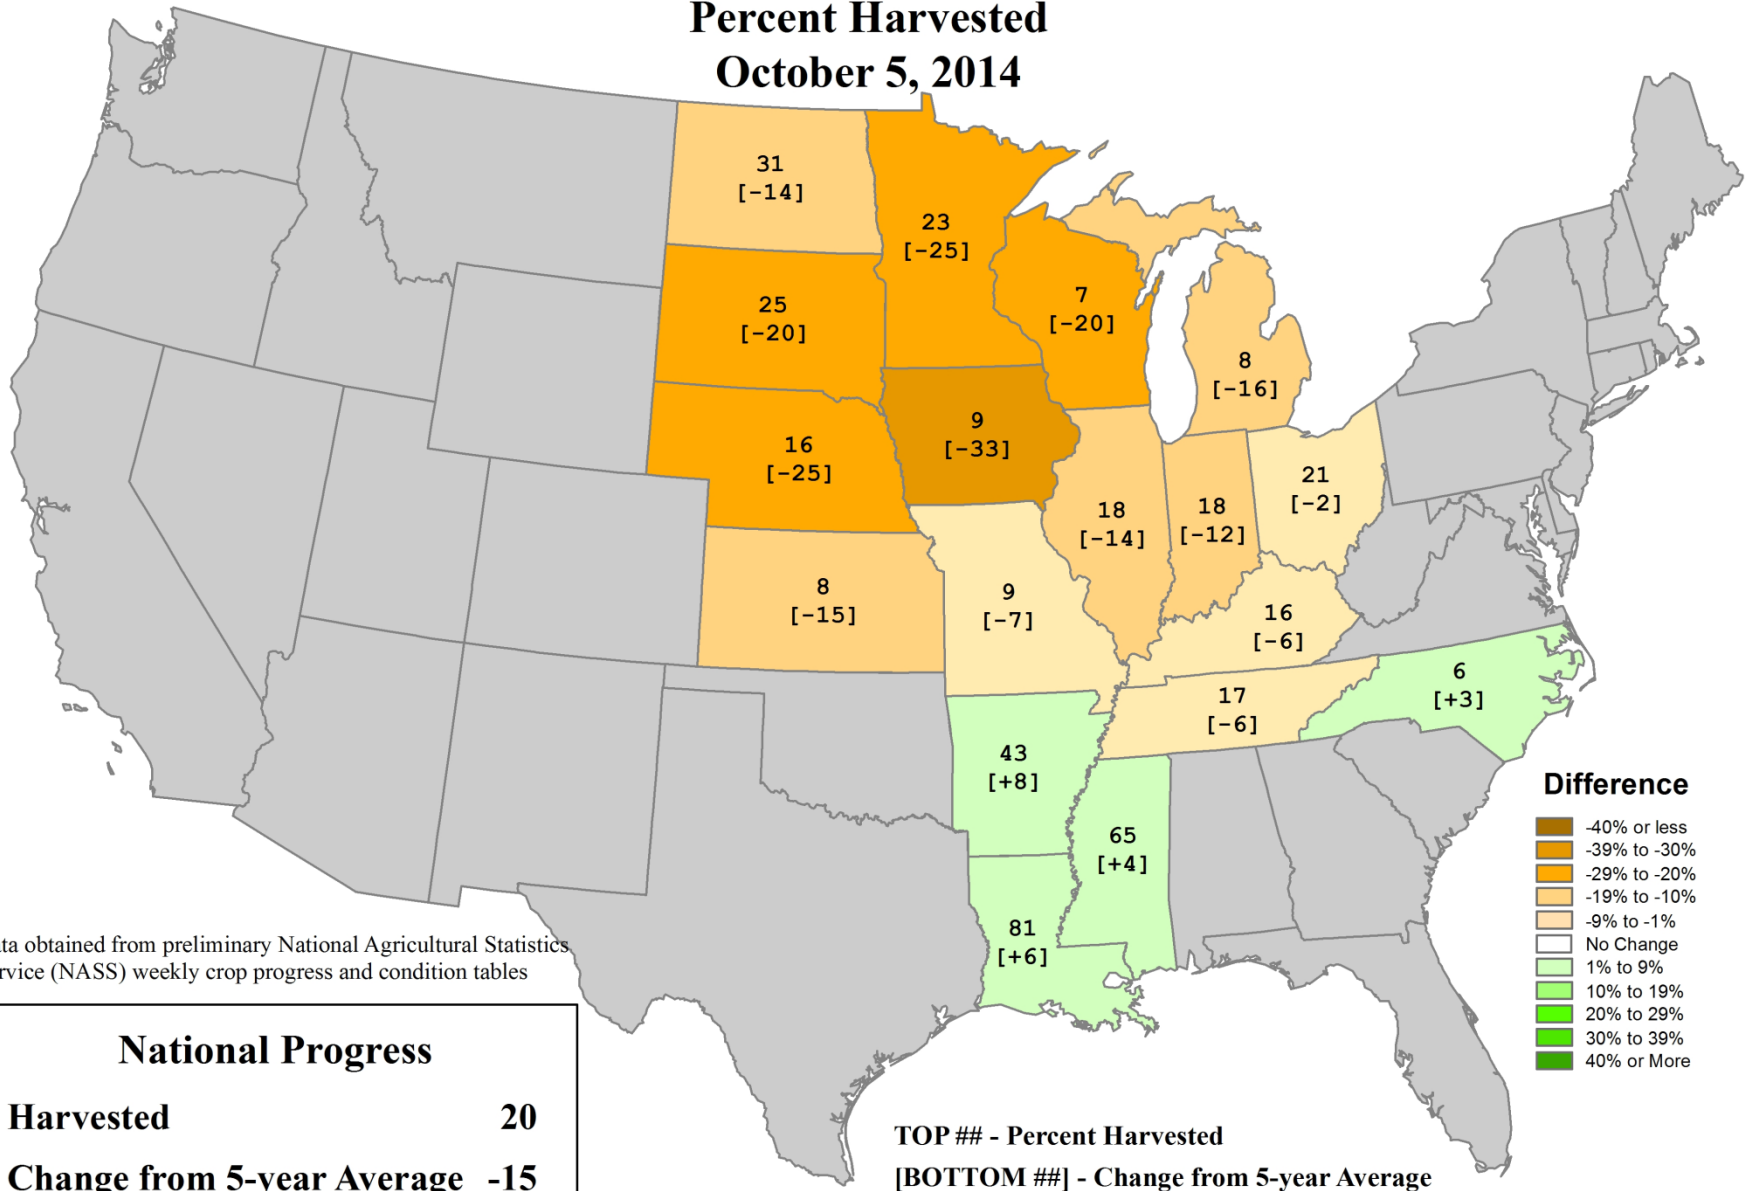 Percent Harvested
October 5, 2014
31
[-14]
23
[-25]
25
[-20]
7
[-20]
8
[-16]
9
[-33]
16
[-25]
21
[-2]
18
[-14]
18
[-12]
8
[-15]
9
[-7]
16
[-6]
6
[+3]
17
[-6]
43
[+8]
65
[+4]
81
[+6]
Difference
-40% or less
-39% to -30%
-29% to -20%
-19% to -10%
-9% to -1%
No Change
1% to 9%
10% to 19%
20% to 29%
30% to 39%
40% or More
ta obtained from preliminary National Agricultural Statistics
rvice (NASS) weekly crop progress and condition tables
National Progress
Harvested 20
Change from 5-year Average -15
TOP ## - Percent Harvested
[BOTTOM ##] - Change from 5-year Average